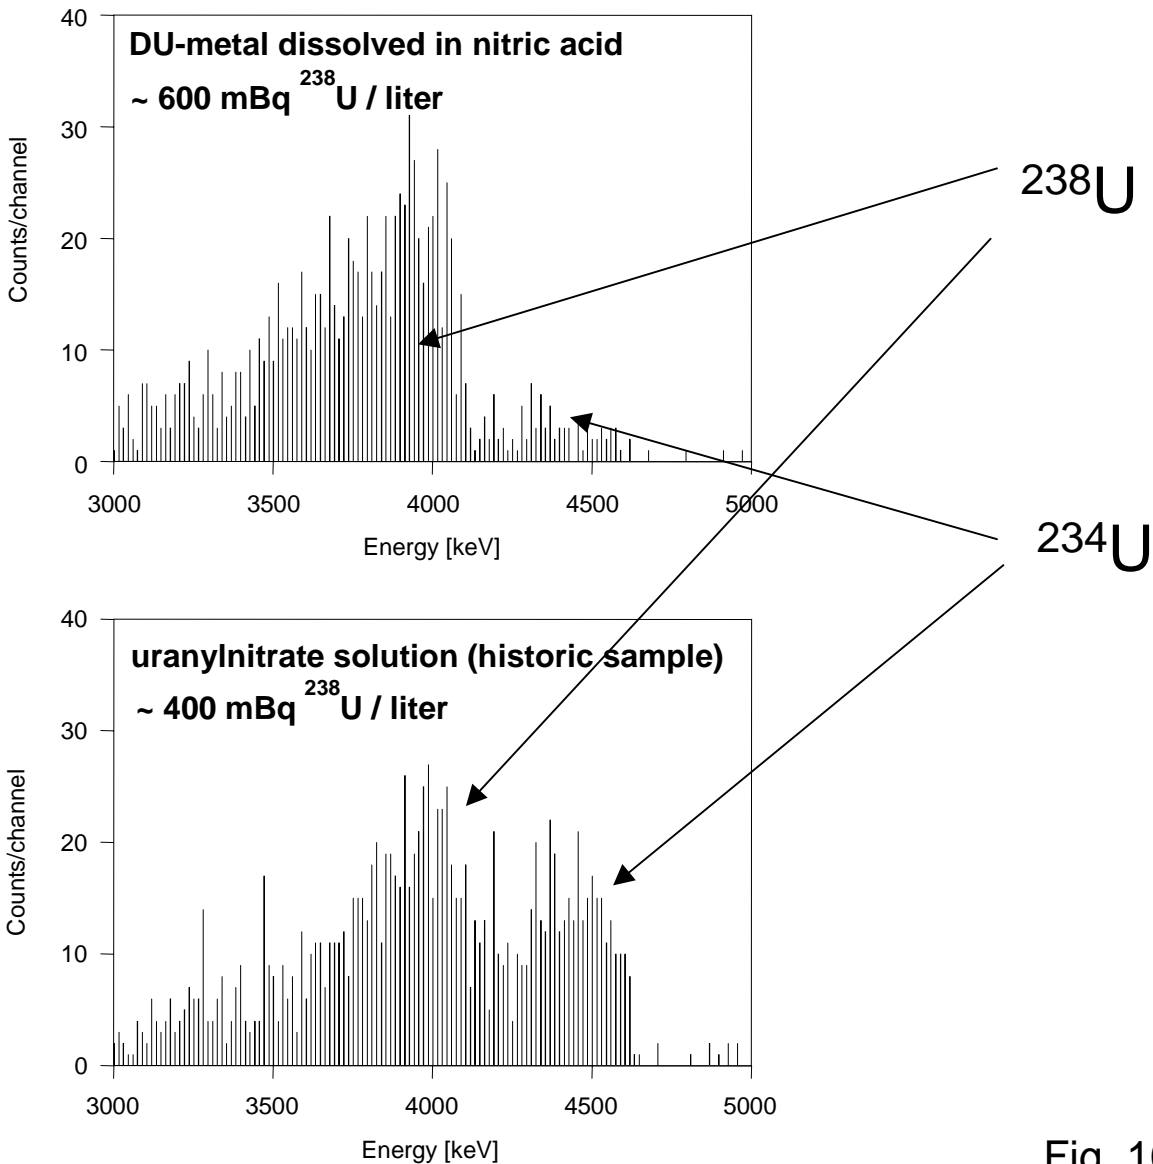 40
30
20
10
0
Counts/channel
DU-metal dissolved in nitric acid
~ 600 mBq ²³⁸U / liter
3000 3500 4000 4500 5000
Energy [keV]
²³⁸U
²³⁴U
40
30
20
10
0
Counts/channel
uranylnitrate solution (historic sample)
~ 400 mBq ²³⁸U / liter
3000 3500 4000 4500 5000
Energy [keV]
Fig.